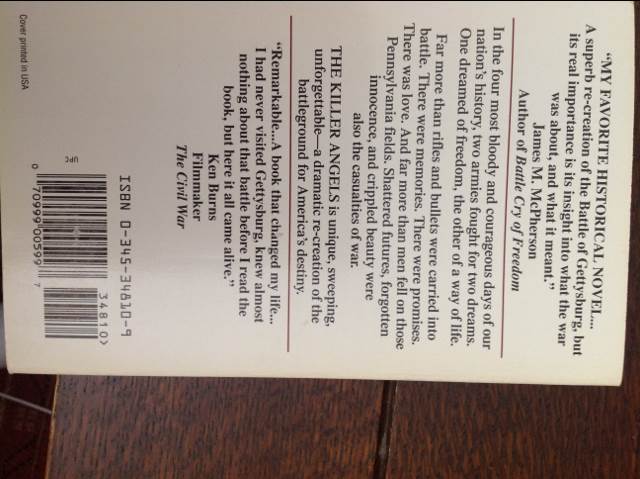 "MY FAVORITE HISTORICAL NOVEL...
A superb re-creation of the Battle of Gettysburg, but
its real importance is its insight into what the war
was about, and what it meant."
James M. McPherson
Author of Battle Cry of Freedom
In the four most bloody and courageous days of our
nation's history, two armies fought for two dreams.
One dreamed of freedom, the other of a way of life.
Far more than rifles and bullets were carried into
battle. There were memories. There were promises.
There was love. And far more than men fell on those
Pennsylvania fields. Shattered futures, forgotten
innocence, and crippled beauty were
also the casualties of war.
THE KILLER ANGELS is unique, sweeping,
unforgettable—a dramatic re-creation of the
battleground for America's destiny.
"Remarkable...A book that changed my life...
I had never visited Gettysburg, knew almost
nothing about that battle before I read the
book, but here it all came alive."
Ken Burns
Filmmaker
The Civil War
ISBN 0-345-34810-9
34810>
UPC
0 70999 00599 7
Cover printed in USA